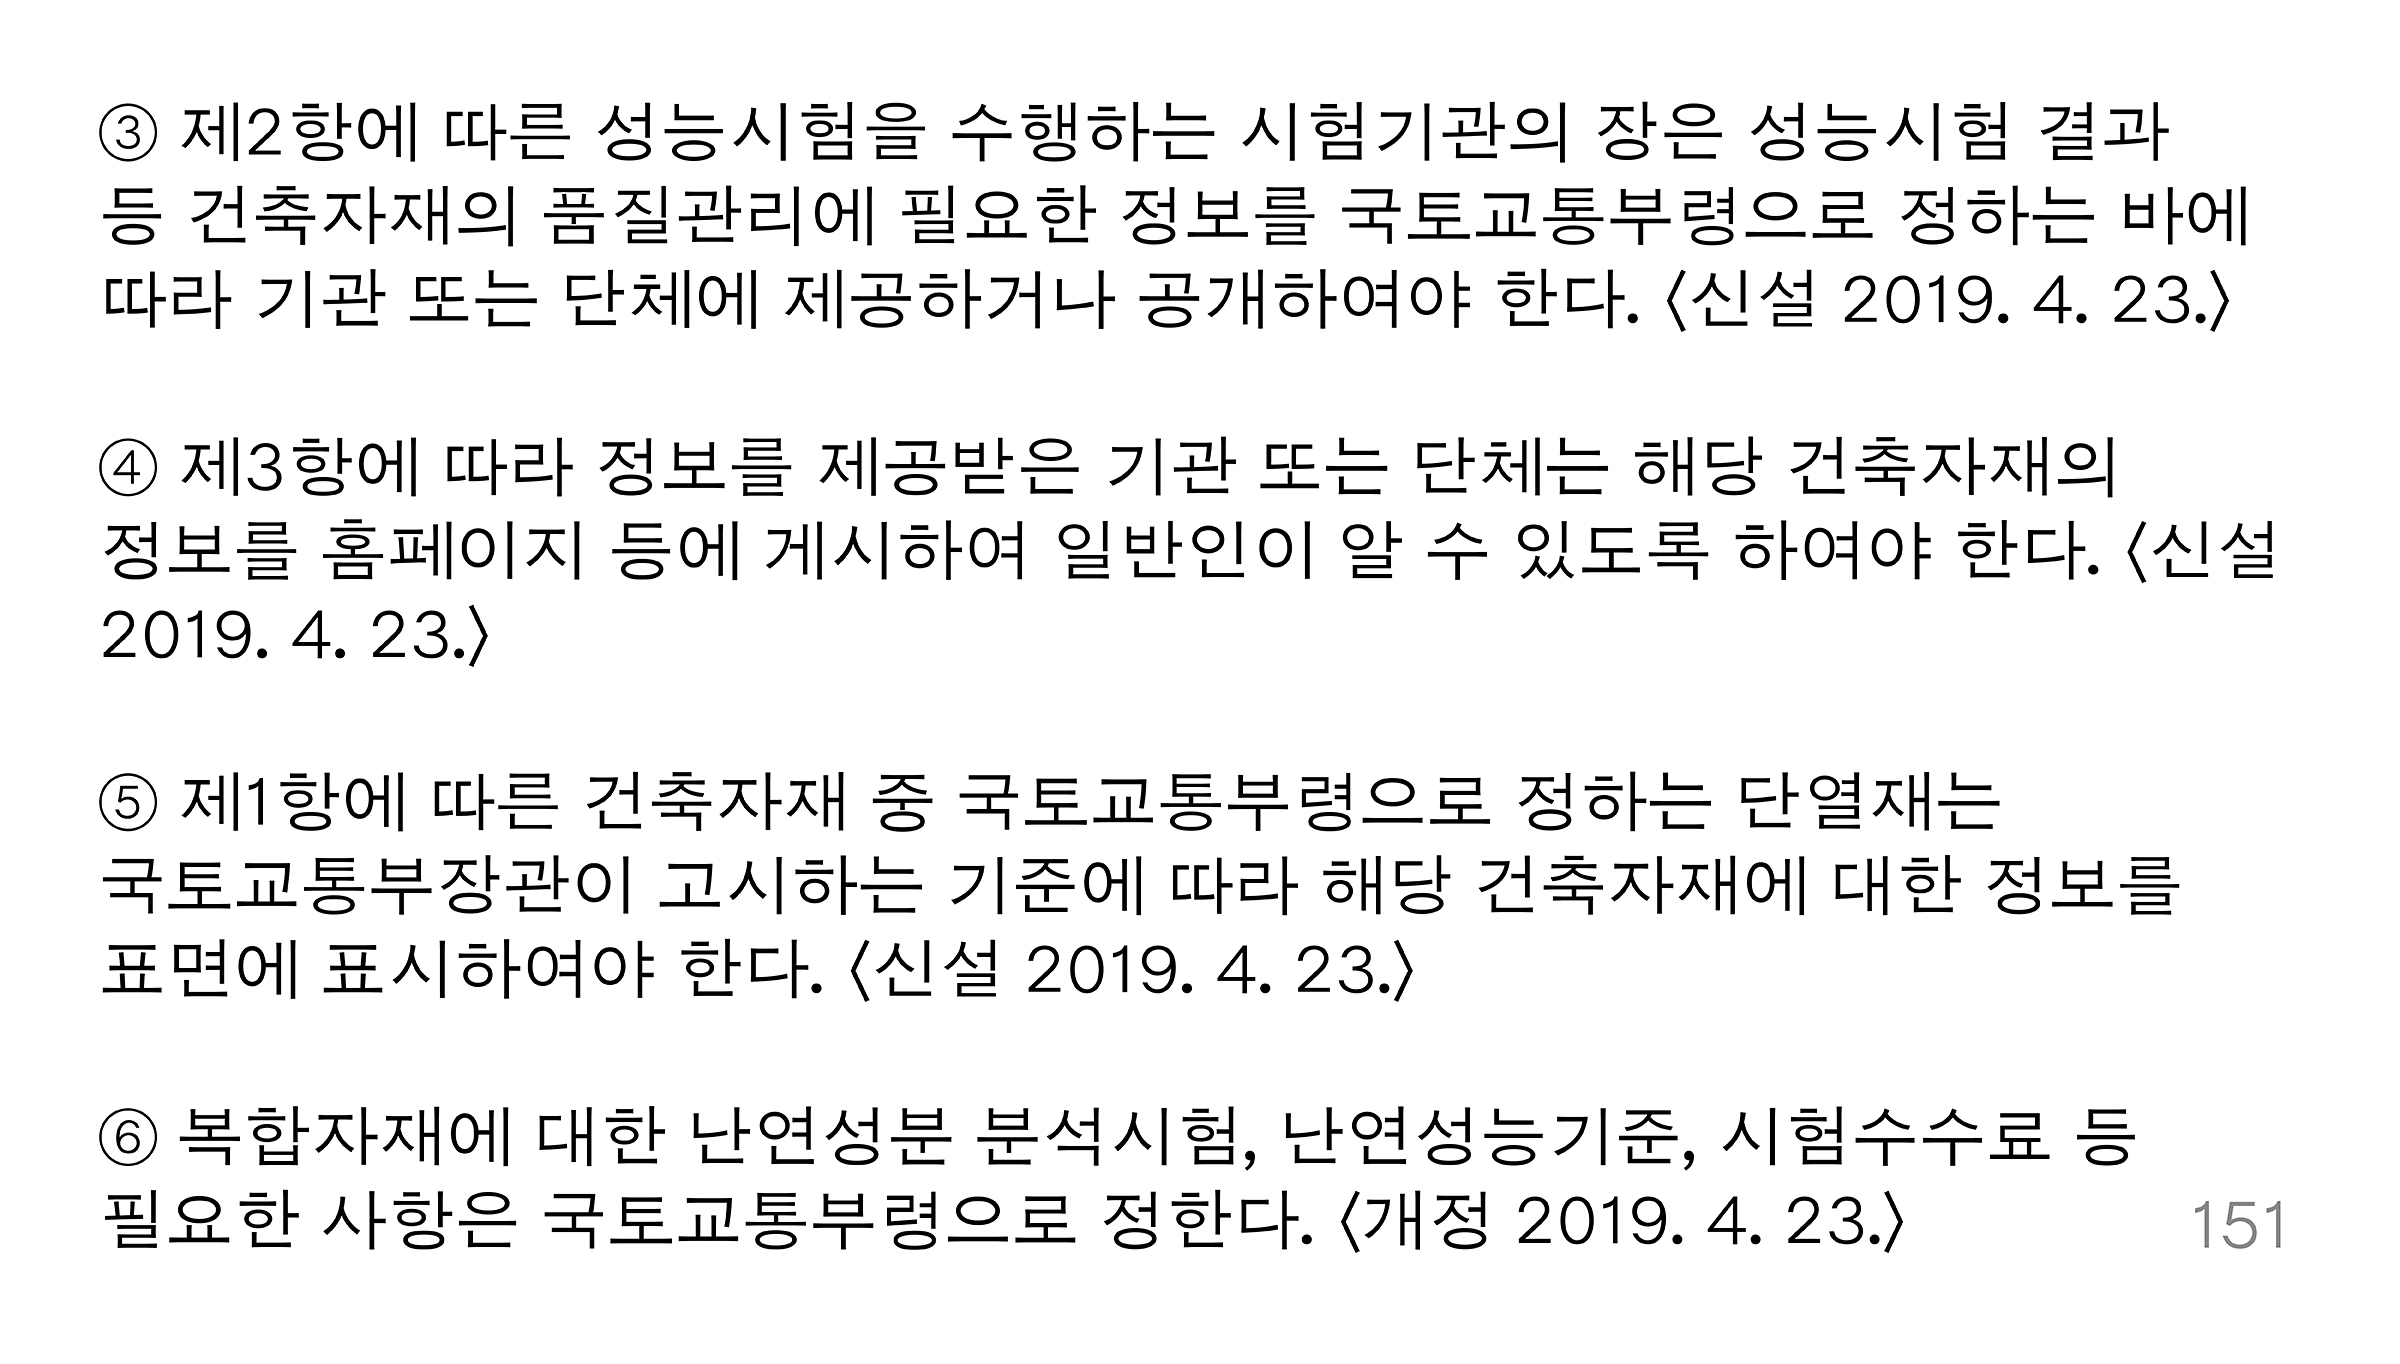 ③ 제2항에 따른 성능시험을 수행하는 시험기관의 장은 성능시험 결과
등 건축자재의 품질관리에 필요한 정보를 국토교통부령으로 정하는 바에
따라 기관 또는 단체에 제공하거나 공개하여야 한다. 〈신설 2019. 4. 23.〉
④ 제3항에 따라 정보를 제공받은 기관 또는 단체는 해당 건축자재의
정보를 홈페이지 등에 게시하여 일반인이 알 수 있도록 하여야 한다. 〈신설
2019. 4. 23.〉
⑤ 제1항에 따른 건축자재 중 국토교통부령으로 정하는 단열재는
국토교통부장관이 고시하는 기준에 따라 해당 건축자재에 대한 정보를
표면에 표시하여야 한다. 〈신설 2019. 4. 23.〉
⑥ 복합자재에 대한 난연성분 분석시험, 난연성능기준, 시험수수료 등
필요한 사항은 국토교통부령으로 정한다. 〈개정 2019. 4. 23.〉
151